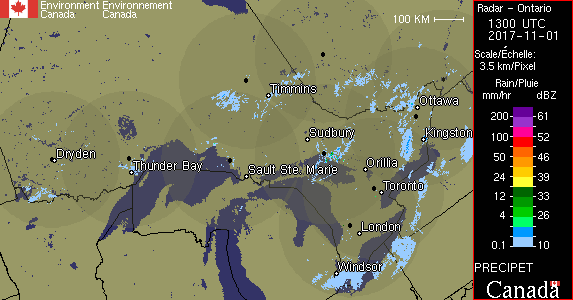 Environment Environnement
Canada Canada
100 KM
Timmins
Ottawa
Sudbury
Kingston
Dryden
Thunder Bay
Sault Ste. Marie
Orillia
Toronto
London
Windsor
Radar - Ontario
1300 UTC
2017-11-01
Scale/Échelle:
3.5 km/Pixel
Rain/Pluie
mm/hr dBZ
200 61
100 52
50 46
24 39
12 33
4 26
2 20
0.1 10
PRECIPET
Canada